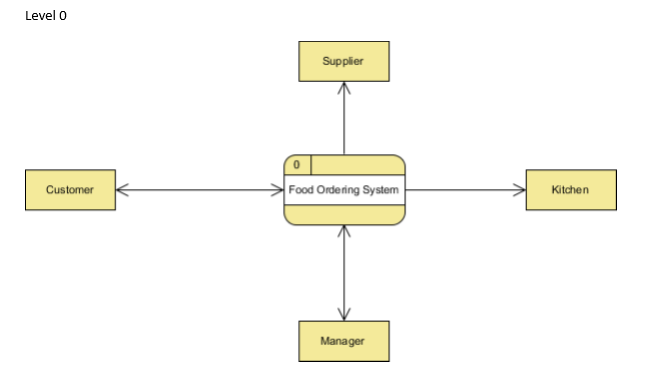 Level 0
Supplier
0
Customer
Food Ordering System
Kitchen
Manager